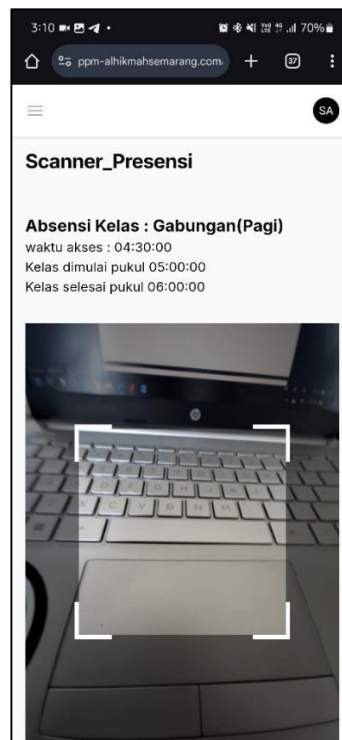 3:10
70%
ppm-alhikmahsemarang.com
37
SA
Scanner_Presensi
Absensi Kelas : Gabungan(Pagi)
waktu akses : 04:30:00
Kelas dimulai pukul 05:00:00
Kelas selesai pukul 06:00:00
hp
X C V B N M